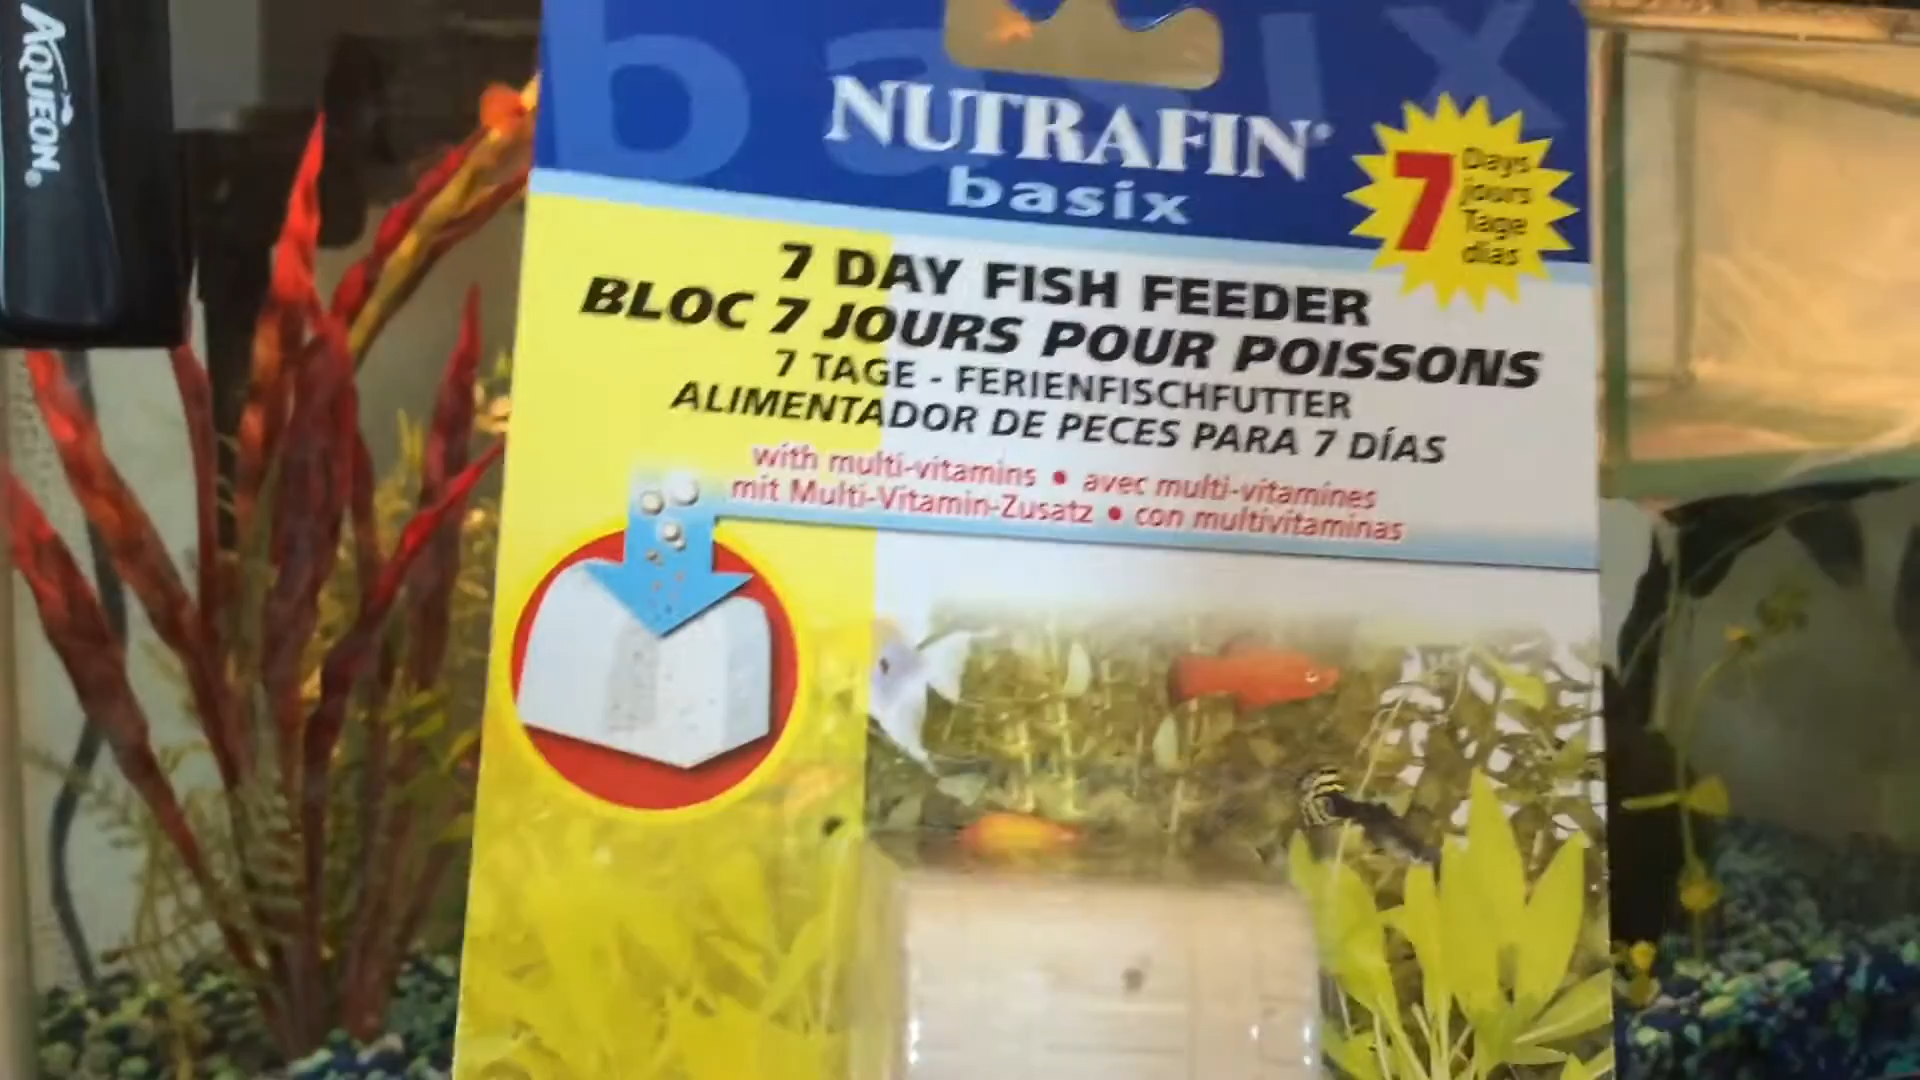 AQUEON®
basix
NUTRAFIN®
basix
7 Days
jours
Tage
días
7 DAY FISH FEEDER
BLOC 7 JOURS POUR POISSONS
7 TAGE - FERIENFISCHFUTTER
ALIMENTADOR DE PECES PARA 7 DÍAS
with multi-vitamins • avec multi-vitamines
mit Multi-Vitamin-Zusatz • con multivitaminas